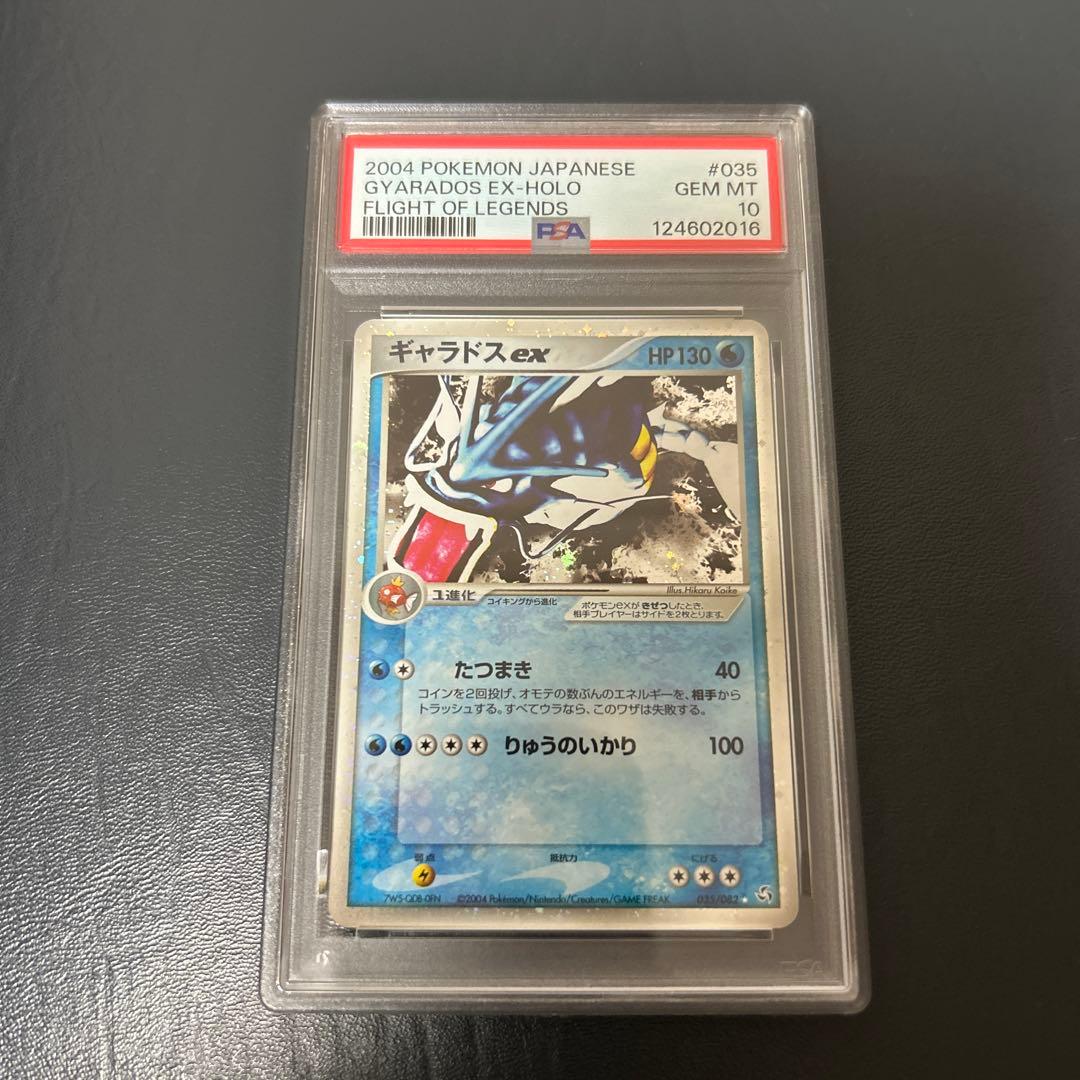 2004 POKEMON JAPANESE #035
GYARADOS EX-HOLO GEM MT
FLIGHT OF LEGENDS 10
PSA 124602016
ギャラドスex HP130
Illus.Hikaru Koike
1進化 コイキングから進化
ポケモンexがきぜつしたとき、
相手プレイヤーはサイドを2枚とります。
たつまき 40
コインを2回投げ、オモテの数ぶんのエネルギーを、相手から
トラッシュする。すべてウラなら、このワザは失敗する。
りゅうのいかり 100
弱点 抵抗力 にげる
7W5-QD8-0FN ©2004 Pokémon/Nintendo/Creatures/GAME FREAK 035/082
PSA